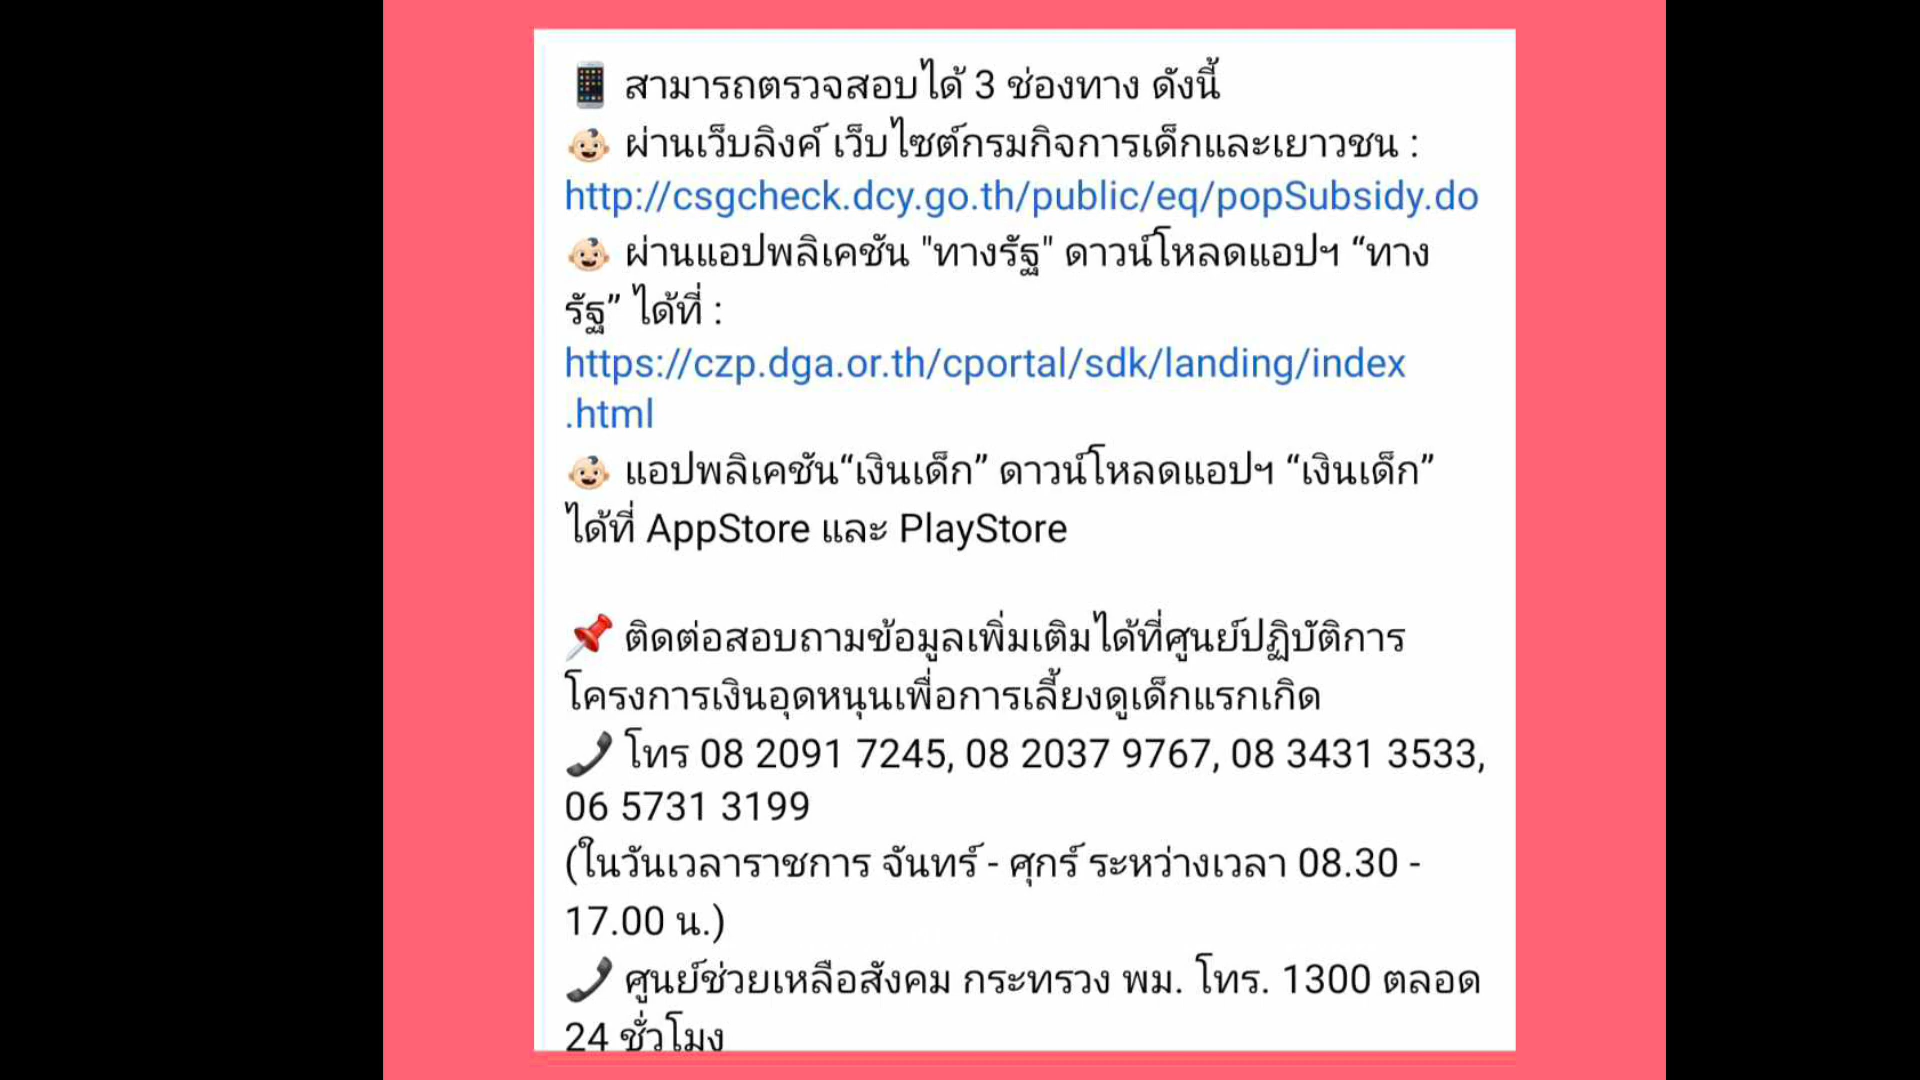 📱 สามารถตรวจสอบได้ 3 ช่องทาง ดังนี้
👶🏻 ผ่านเว็บลิงค์ เว็บไซต์กรมกิจการเด็กและเยาวชน :
http://csgcheck.dcy.go.th/public/eq/popSubsidy.do
👶🏻 ผ่านแอปพลิเคชัน "ทางรัฐ" ดาวน์โหลดแอปฯ “ทาง
รัฐ” ได้ที่ :
https://czp.dga.or.th/cportal/sdk/landing/index
.html
👶🏻 แอปพลิเคชัน“เงินเด็ก” ดาวน์โหลดแอปฯ “เงินเด็ก”
ได้ที่ AppStore และ PlayStore
📌 ติดต่อสอบถามข้อมูลเพิ่มเติมได้ที่ศูนย์ปฏิบัติการ
โครงการเงินอุดหนุนเพื่อการเลี้ยงดูเด็กแรกเกิด
📞 โทร 08 2091 7245, 08 2037 9767, 08 3431 3533,
06 5731 3199
(ในวันเวลาราชการ จันทร์ - ศุกร์ ระหว่างเวลา 08.30 -
17.00 น.)
📞 ศูนย์ช่วยเหลือสังคม กระทรวง พม. โทร. 1300 ตลอด
24 ชั่วโมง